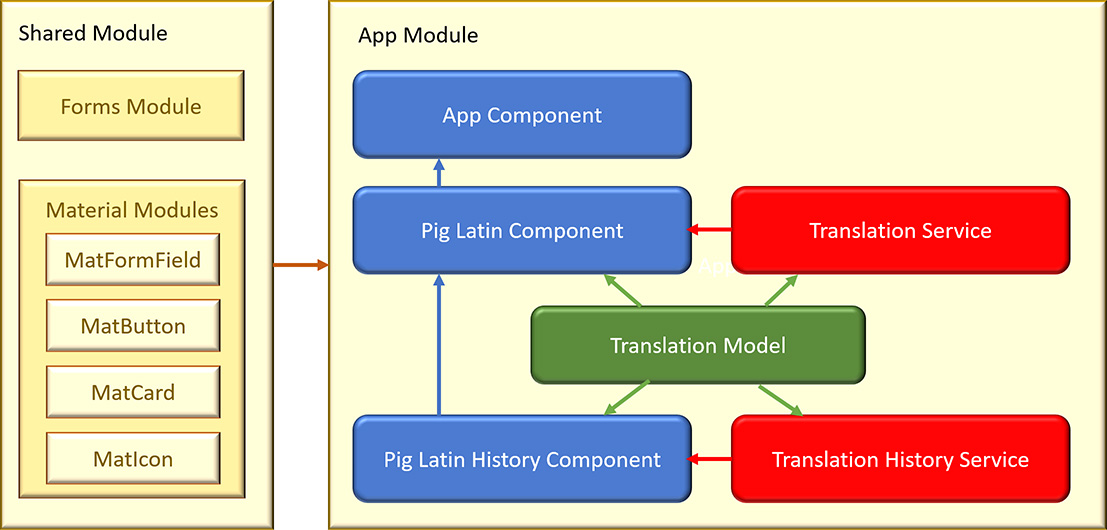 Shared Module
Forms Module
Material Modules
MatFormField
MatButton
MatCard
MatIcon
App Module
App Component
Pig Latin Component
Translation Service
App
Translation Model
Pig Latin History Component
Translation History Service